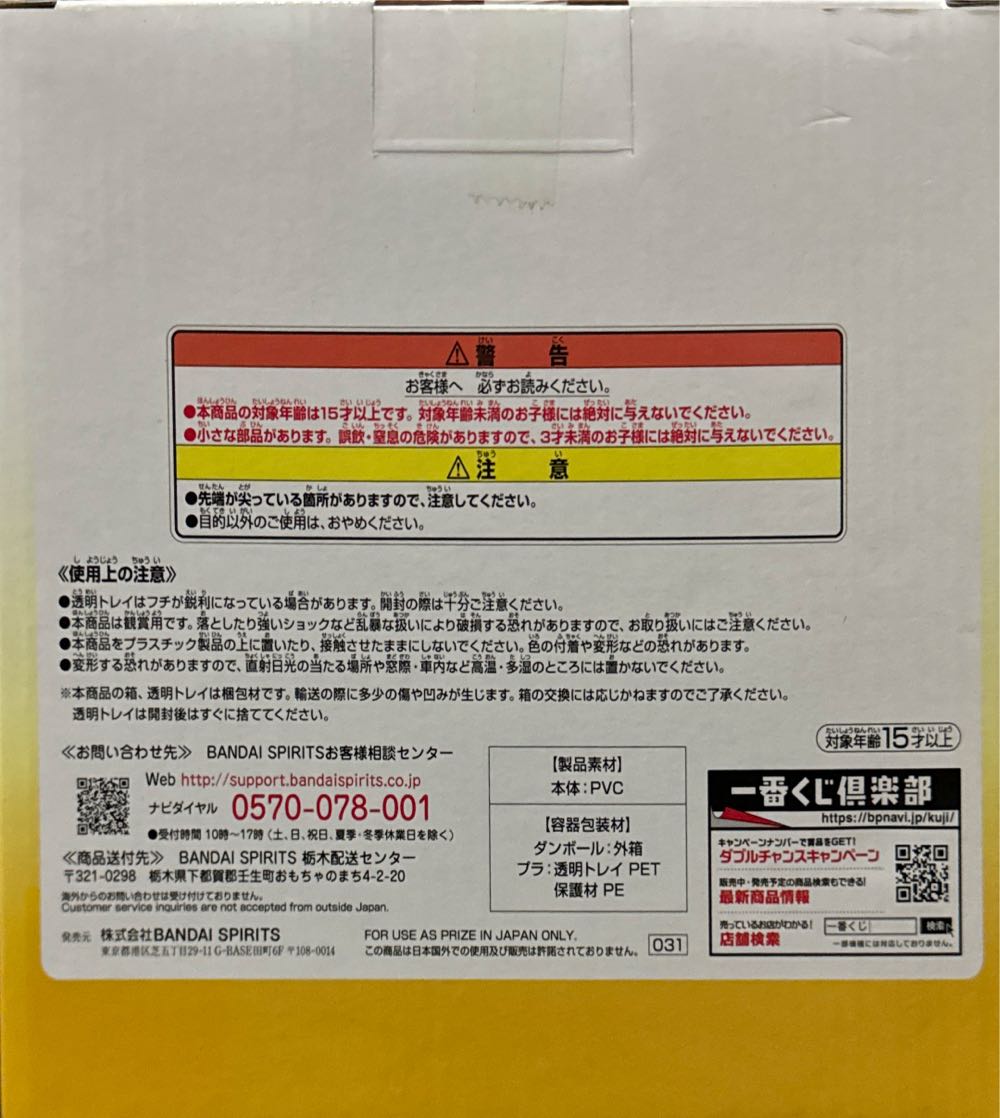 ⚠警 告
お客様へ 必ずお読みください。
●本商品の対象年齢は15才以上です。対象年齢未満のお子様には絶対に与えないでください。
●小さな部品があります。誤飲・窒息の危険がありますので、3才未満のお子様には絶対に与えないでください。
⚠注 意
●先端が尖っている箇所がありますので、注意してください。
●目的以外のご使用は、おやめください。
《使用上の注意》
●透明トレイはフチが鋭利になっている場合があります。開封の際は十分ご注意ください。
●本商品は観賞用です。落としたり強いショックなど乱暴な扱いにより破損する恐れがありますので、お取り扱いにはご注意ください。
●本商品をプラスチック製品の上に置いたり、接触させたままにしないでください。色の付着や変形などの恐れがあります。
●変形する恐れがありますので、直射日光の当たる場所や窓際・車内など高温・多湿のところには置かないでください。
※本商品の箱、透明トレイは梱包材です。輸送の際に多少の傷や凹みが生じます。箱の交換には応じかねますのでご了承ください。
透明トレイは開封後はすぐに捨ててください。
対象年齢15才以上
≪お問い合わせ先≫ BANDAI SPIRITSお客様相談センター
Web http://support.bandaispirits.co.jp
ナビダイヤル 0570-078-001
●受付時間 10時～17時（土、日、祝日、夏季・冬季休業日を除く）
≪商品送付先≫ BANDAI SPIRITS 栃木配送センター
〒321-0298 栃木県下都賀郡壬生町おもちゃのまち4-2-20
海外からのお問い合わせは受け付けておりません。
Customer service inquiries are not accepted from outside Japan.
発売元 株式会社BANDAI SPIRITS
東京都港区芝五丁目29-11 G-BASE田町6F 〒108-0014
【製品素材】
本体：PVC
【容器包装材】
ダンボール：外箱
プラ：透明トレイ PET
保護材 PE
FOR USE AS PRIZE IN JAPAN ONLY.
この商品は日本国外での使用及び販売は許諾されておりません。
031
一番くじ倶楽部
https://bpnavi.jp/kuji/
キャンペーンナンバーで賞品をGET!
ダブルチャンスキャンペーン
販売中・発売予定の商品検索もできる!
最新商品情報
売っているお店がわかる!
店舗検索
一番くじ 検索
一部機種には対応しておりません。